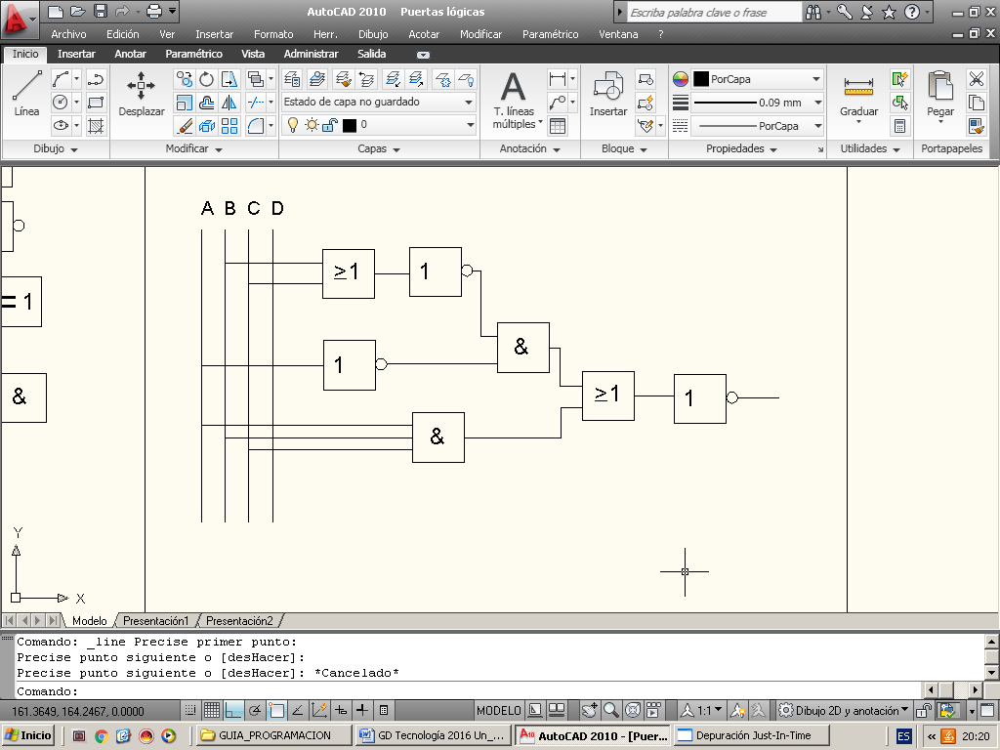 AutoCAD 2010 Puertas lógicas
Escriba palabra clave o frase
Archivo Edición Ver Insertar Formato Herr. Dibujo Acotar Modificar Paramétrico Ventana ?
Inicio Insertar Anotar Paramétrico Vista Administrar Salida
Línea
Desplazar
Estado de capa no guardado
0
A
T. líneas
múltiples
Insertar
PorCapa
0.09 mm
PorCapa
Graduar
Pegar
Dibujo Modificar Capas Anotación Bloque Propiedades Utilidades Portapapeles
A B C D
≥1 1
= 1
&
1
≥1 1
&
&
Y
X
Modelo Presentación1 Presentación2
Comando: _line Precise primer punto:
Precise punto siguiente o [desHacer]:
Precise punto siguiente o [desHacer]: *Cancelado*
Comando:
161.3649, 164.2467, 0.0000 MODELO 1:1 Dibujo 2D y anotación
Inicio GUIA_PROGRAMACION GD Tecnología 2016 Un_... AutoCAD 2010 - [Puer... Depuración Just-In-Time ES « 20:20